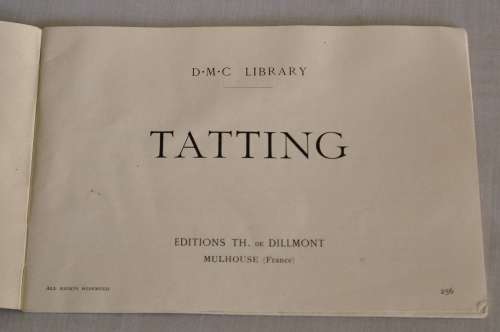 D·M·C LIBRARY
TATTING
EDITIONS TH. DE DILLMONT
MULHOUSE (France)
ALL RIGHTS RESERVED
256